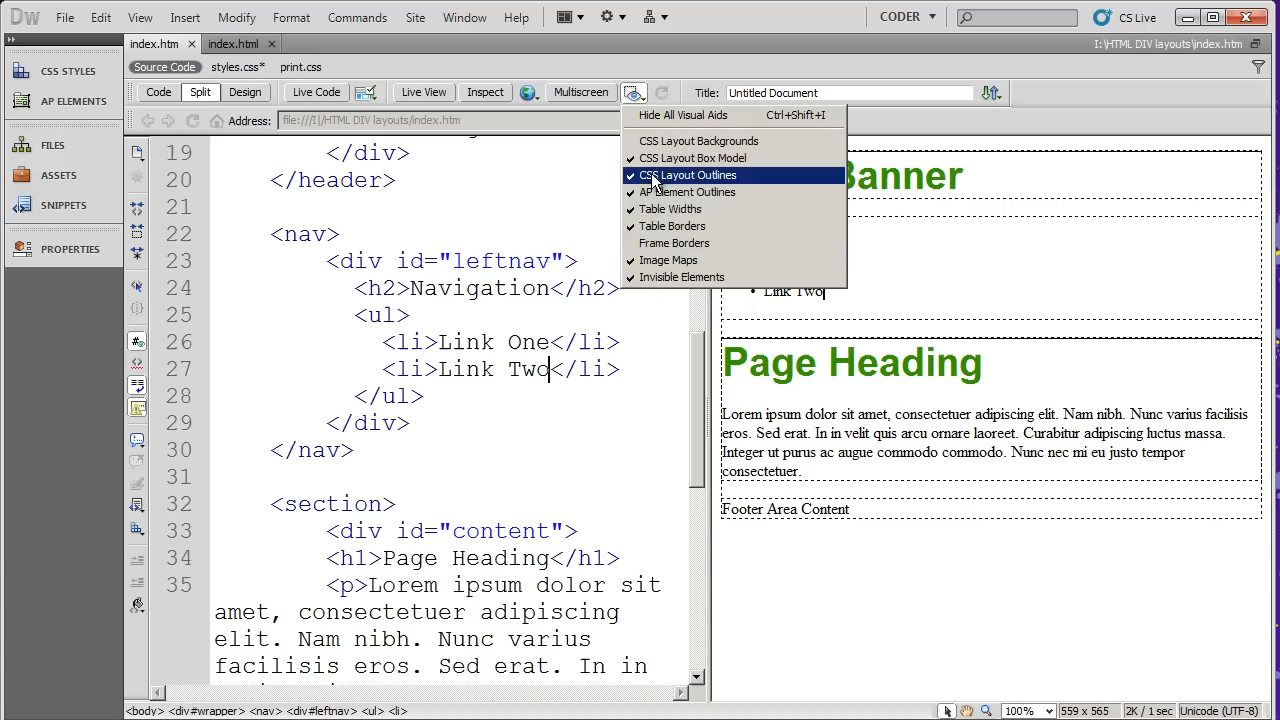 Dw File Edit View Insert Modify Format Commands Site Window Help CODER CS Live
index.htm index.html I:\HTML DIV layouts\index.htm
Source Code styles.css* print.css
Code Split Design Live Code Live View Inspect Multiscreen Title: Untitled Document
Address: file:///I|/HTML DIV layouts/index.htm
CSS STYLES
AP ELEMENTS
FILES
ASSETS
SNIPPETS
PROPERTIES
19 </div>
20 </header>
21
22 <nav>
23 <div id="leftnav">
24 <h2>Navigation</h2>
25 <ul>
26 <li>Link One</li>
27 <li>Link Two</li>
28 </ul>
29 </div>
30 </nav>
31
32 <section>
33 <div id="content">
34 <h1>Page Heading</h1>
35 <p>Lorem ipsum dolor sit
amet, consectetuer adipiscing
elit. Nam nibh. Nunc varius
facilisis eros. Sed erat. In in
Hide All Visual Aids Ctrl+Shift+I
CSS Layout Backgrounds
CSS Layout Box Model
CSS Layout Outlines
AP Element Outlines
Table Widths
Table Borders
Frame Borders
Image Maps
Invisible Elements
Banner
• Link Two
Page Heading
Lorem ipsum dolor sit amet, consectetuer adipiscing elit. Nam nibh. Nunc varius facilisis
eros. Sed erat. In in velit quis arcu ornare laoreet. Curabitur adipiscing luctus massa.
Integer ut purus ac augue commodo commodo. Nunc nec mi eu justo tempor
consectetuer.
Footer Area Content
<body> <div#wrapper> <nav> <div#leftnav> <ul> <li> 100% 559 x 565 2K / 1 sec Unicode (UTF-8)